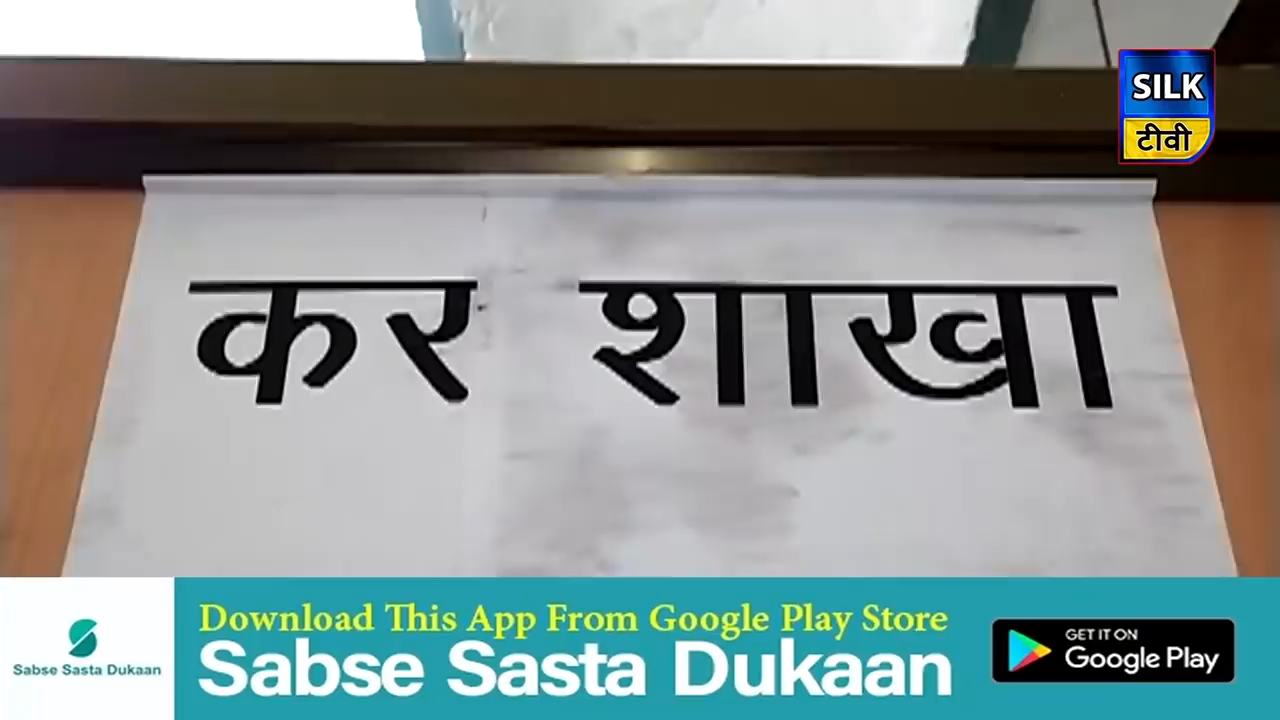 SILK
टीवी
कर शाखा
Download This App From Google Play Store
Sabse Sasta Dukaan
Sabse Sasta Dukaan
GET IT ON
Google Play